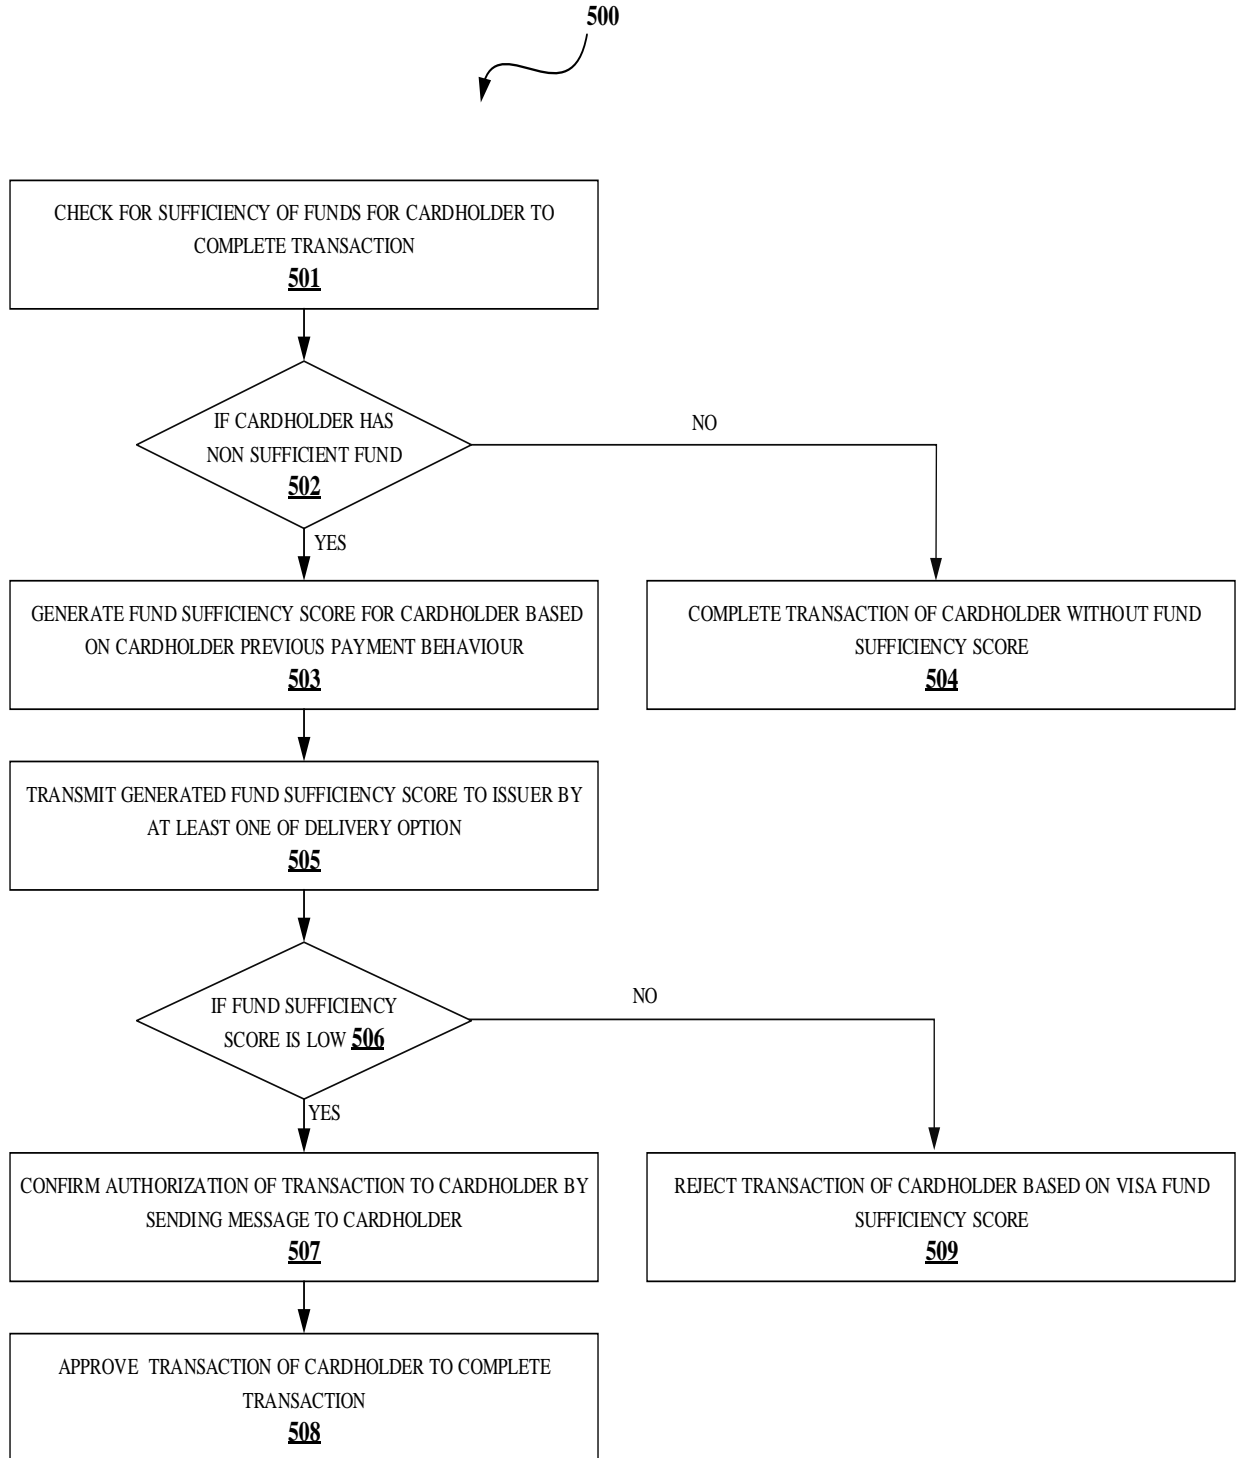 500
CHECK FOR SUFFICIENCY OF FUNDS FOR CARDHOLDER TO
COMPLETE TRANSACTION
501
IF CARDHOLDER HAS
NON SUFFICIENT FUND
502
NO
YES
GENERATE FUND SUFFICIENCY SCORE FOR CARDHOLDER BASED
ON CARDHOLDER PREVIOUS PAYMENT BEHAVIOUR
503
COMPLETE TRANSACTION OF CARDHOLDER WITHOUT FUND
SUFFICIENCY SCORE
504
TRANSMIT GENERATED FUND SUFFICIENCY SCORE TO ISSUER BY
AT LEAST ONE OF DELIVERY OPTION
505
IF FUND SUFFICIENCY
SCORE IS LOW 506
NO
YES
CONFIRM AUTHORIZATION OF TRANSACTION TO CARDHOLDER BY
SENDING MESSAGE TO CARDHOLDER
507
REJECT TRANSACTION OF CARDHOLDER BASED ON VISA FUND
SUFFICIENCY SCORE
509
APPROVE TRANSACTION OF CARDHOLDER TO COMPLETE
TRANSACTION
508